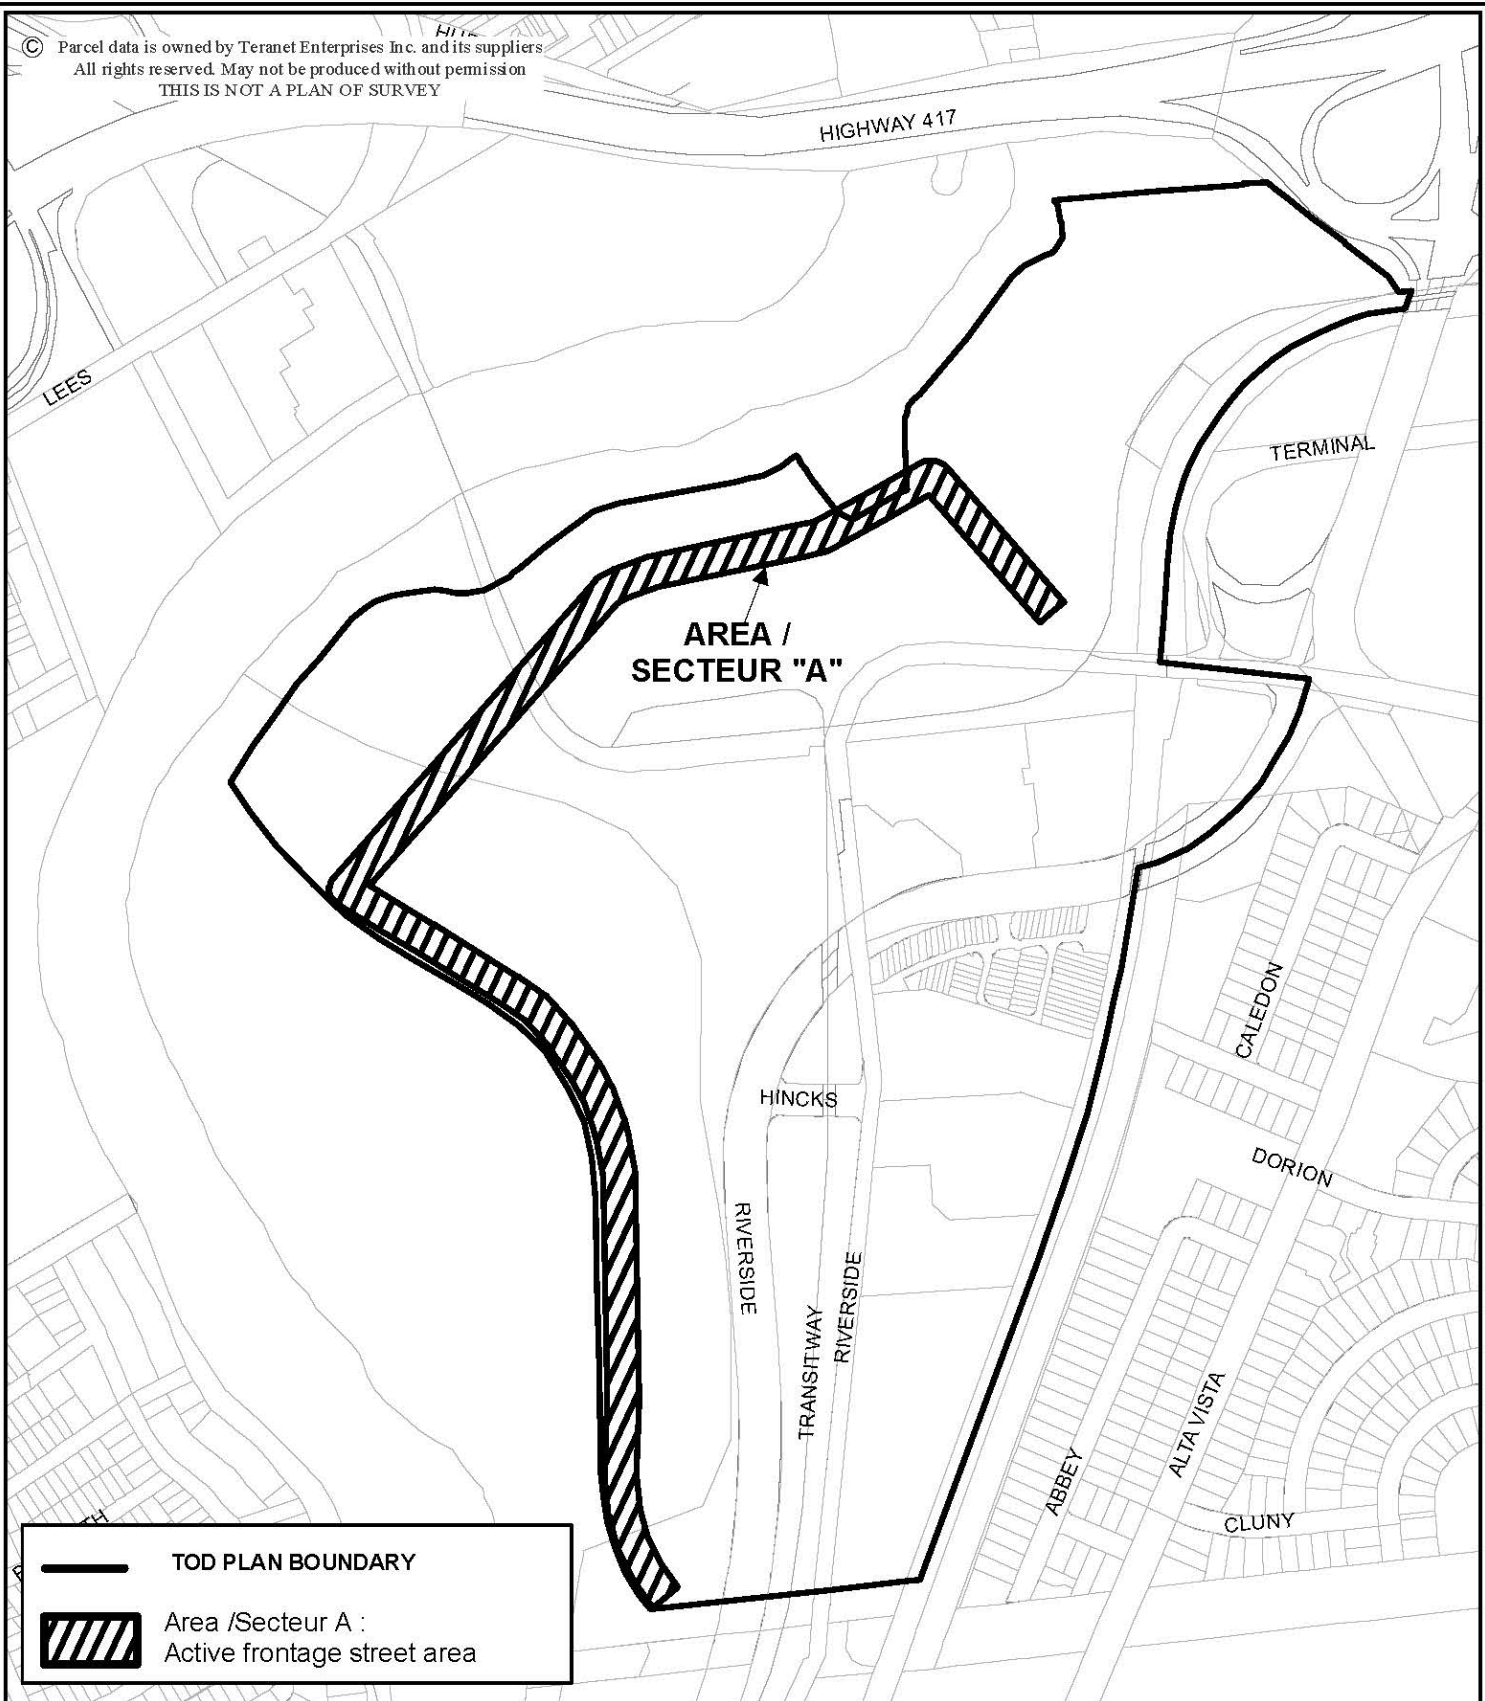 © Parcel data is owned by Teranet Enterprises Inc. and its suppliers
All rights reserved. May not be produced without permission
THIS IS NOT A PLAN OF SURVEY
HIGHWAY 417
LEES
TERMINAL
AREA /
SECTEUR "A"
CALEDON
HINCKS
DORION
RIVERSIDE
TRANSITWAY
RIVERSIDE
ABBEY
ALTA VISTA
CLUNY
TOD PLAN BOUNDARY
Area /Secteur A :
Active frontage street area